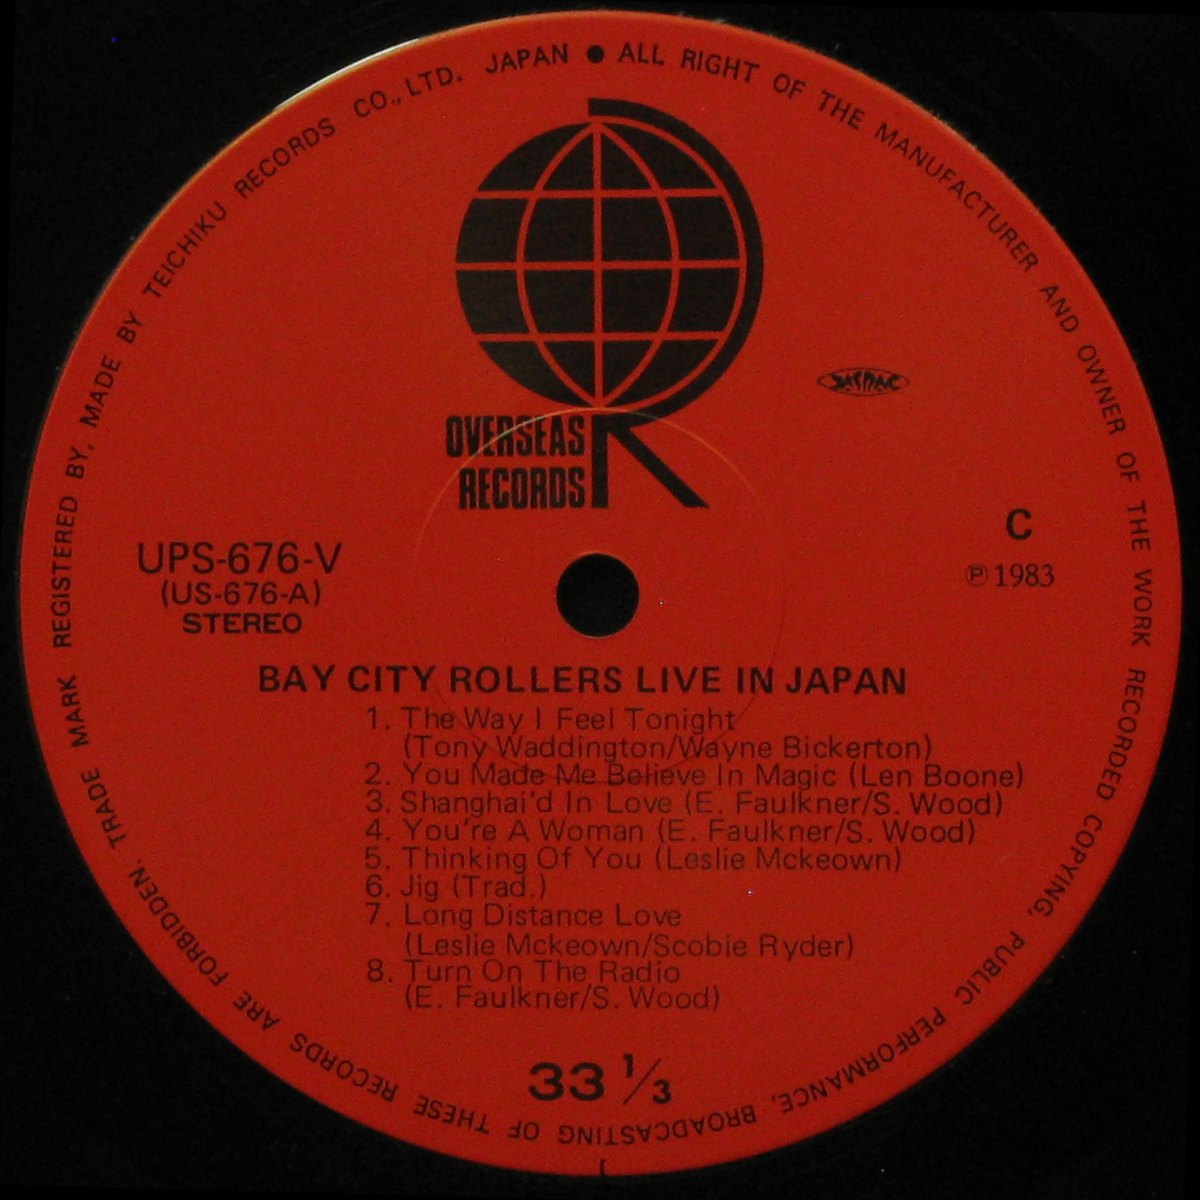 TRADE MARK REGISTERED BY, MADE BY TEICHIKU RECORDS CO., LTD. JAPAN ● ALL RIGHT OF THE MANUFACTURER AND OWNER OF THE WORK RECORDED COPYING, PUBLIC PERFORMANCE, BROADCASTING OF THESE RECORDS ARE FORBIDDEN.
OVERSEAS
RECORDS
JASRAC
UPS-676-V
(US-676-A)
STEREO
C
℗ 1983
BAY CITY ROLLERS LIVE IN JAPAN
1. The Way I Feel Tonight
(Tony Waddington/Wayne Bickerton)
2. You Made Me Believe In Magic (Len Boone)
3. Shanghai'd In Love (E. Faulkner/S. Wood)
4. You're A Woman (E. Faulkner/S. Wood)
5. Thinking Of You (Leslie Mckeown)
6. Jig (Trad.)
7. Long Distance Love
(Leslie Mckeown/Scobie Ryder)
8. Turn On The Radio
(E. Faulkner/S. Wood)
33 1/3